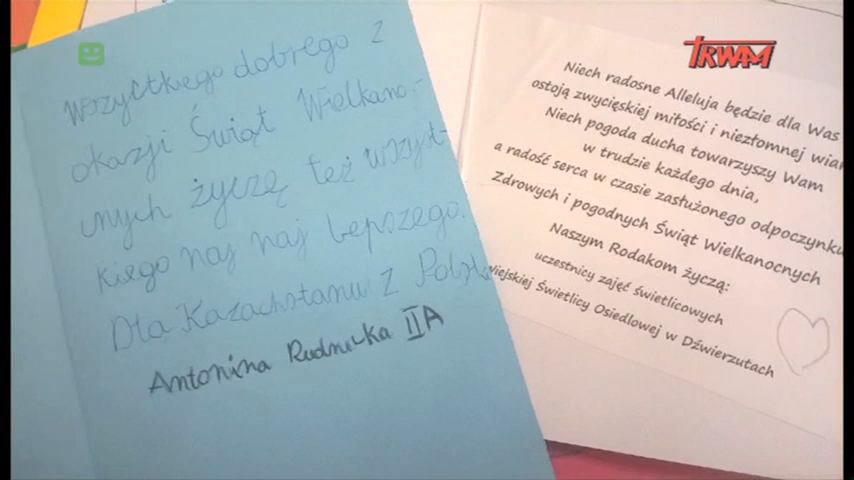 Wszystkiego dobrego z
okazji Świąt Wielkano-
cnych życzę też wszyst-
kiego naj naj lepszego.
Dla Kazachstanu z Polski
Antonina Rudnicka IIA
TRWAM
Niech radosne Alleluja będzie dla Was
ostoją zwycięskiej miłości i niezłomnej wiar
Niech pogoda ducha towarzyszy Wam
w trudzie każdego dnia,
a radość serca w czasie zasłużonego odpoczynku
Zdrowych i pogodnych Świąt Wielkanocnych
Naszym Rodakom życzą:
uczestnicy zajęć świetlicowych
Wiejskiej Świetlicy Osiedlowej w Dźwierzutach